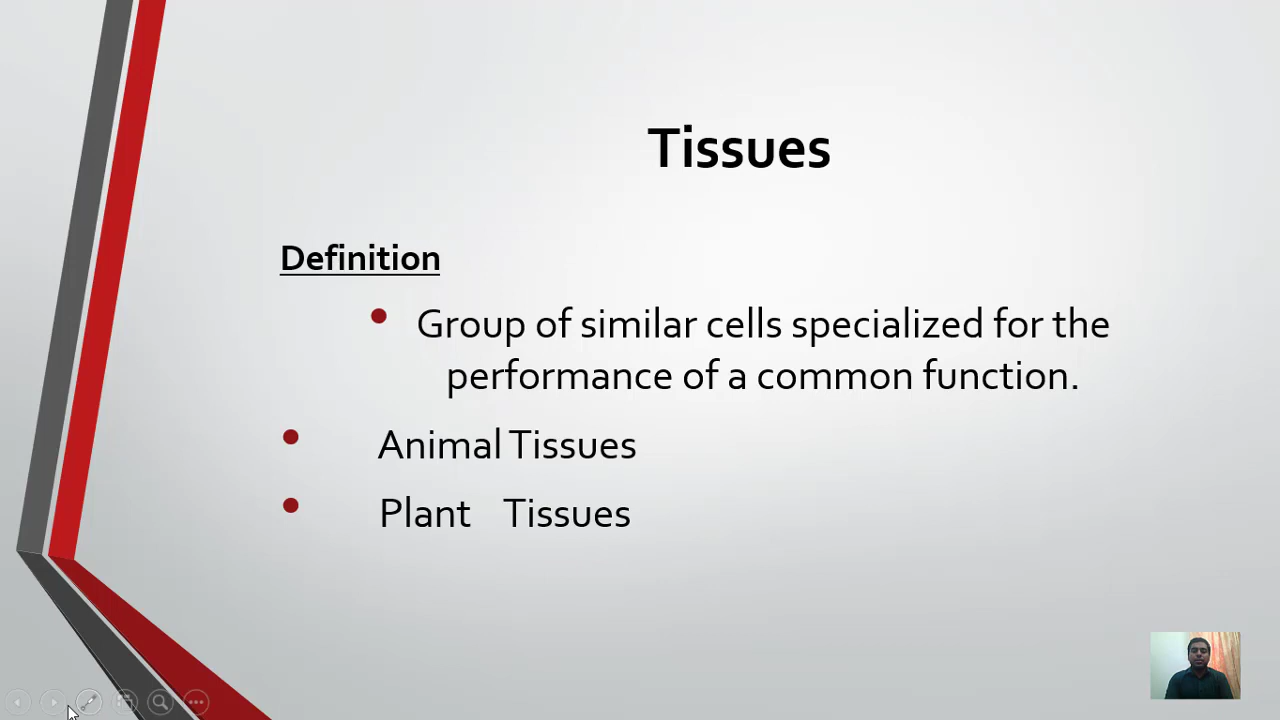 Tissues
Definition
• Group of similar cells specialized for the
performance of a common function.
• Animal Tissues
• Plant Tissues